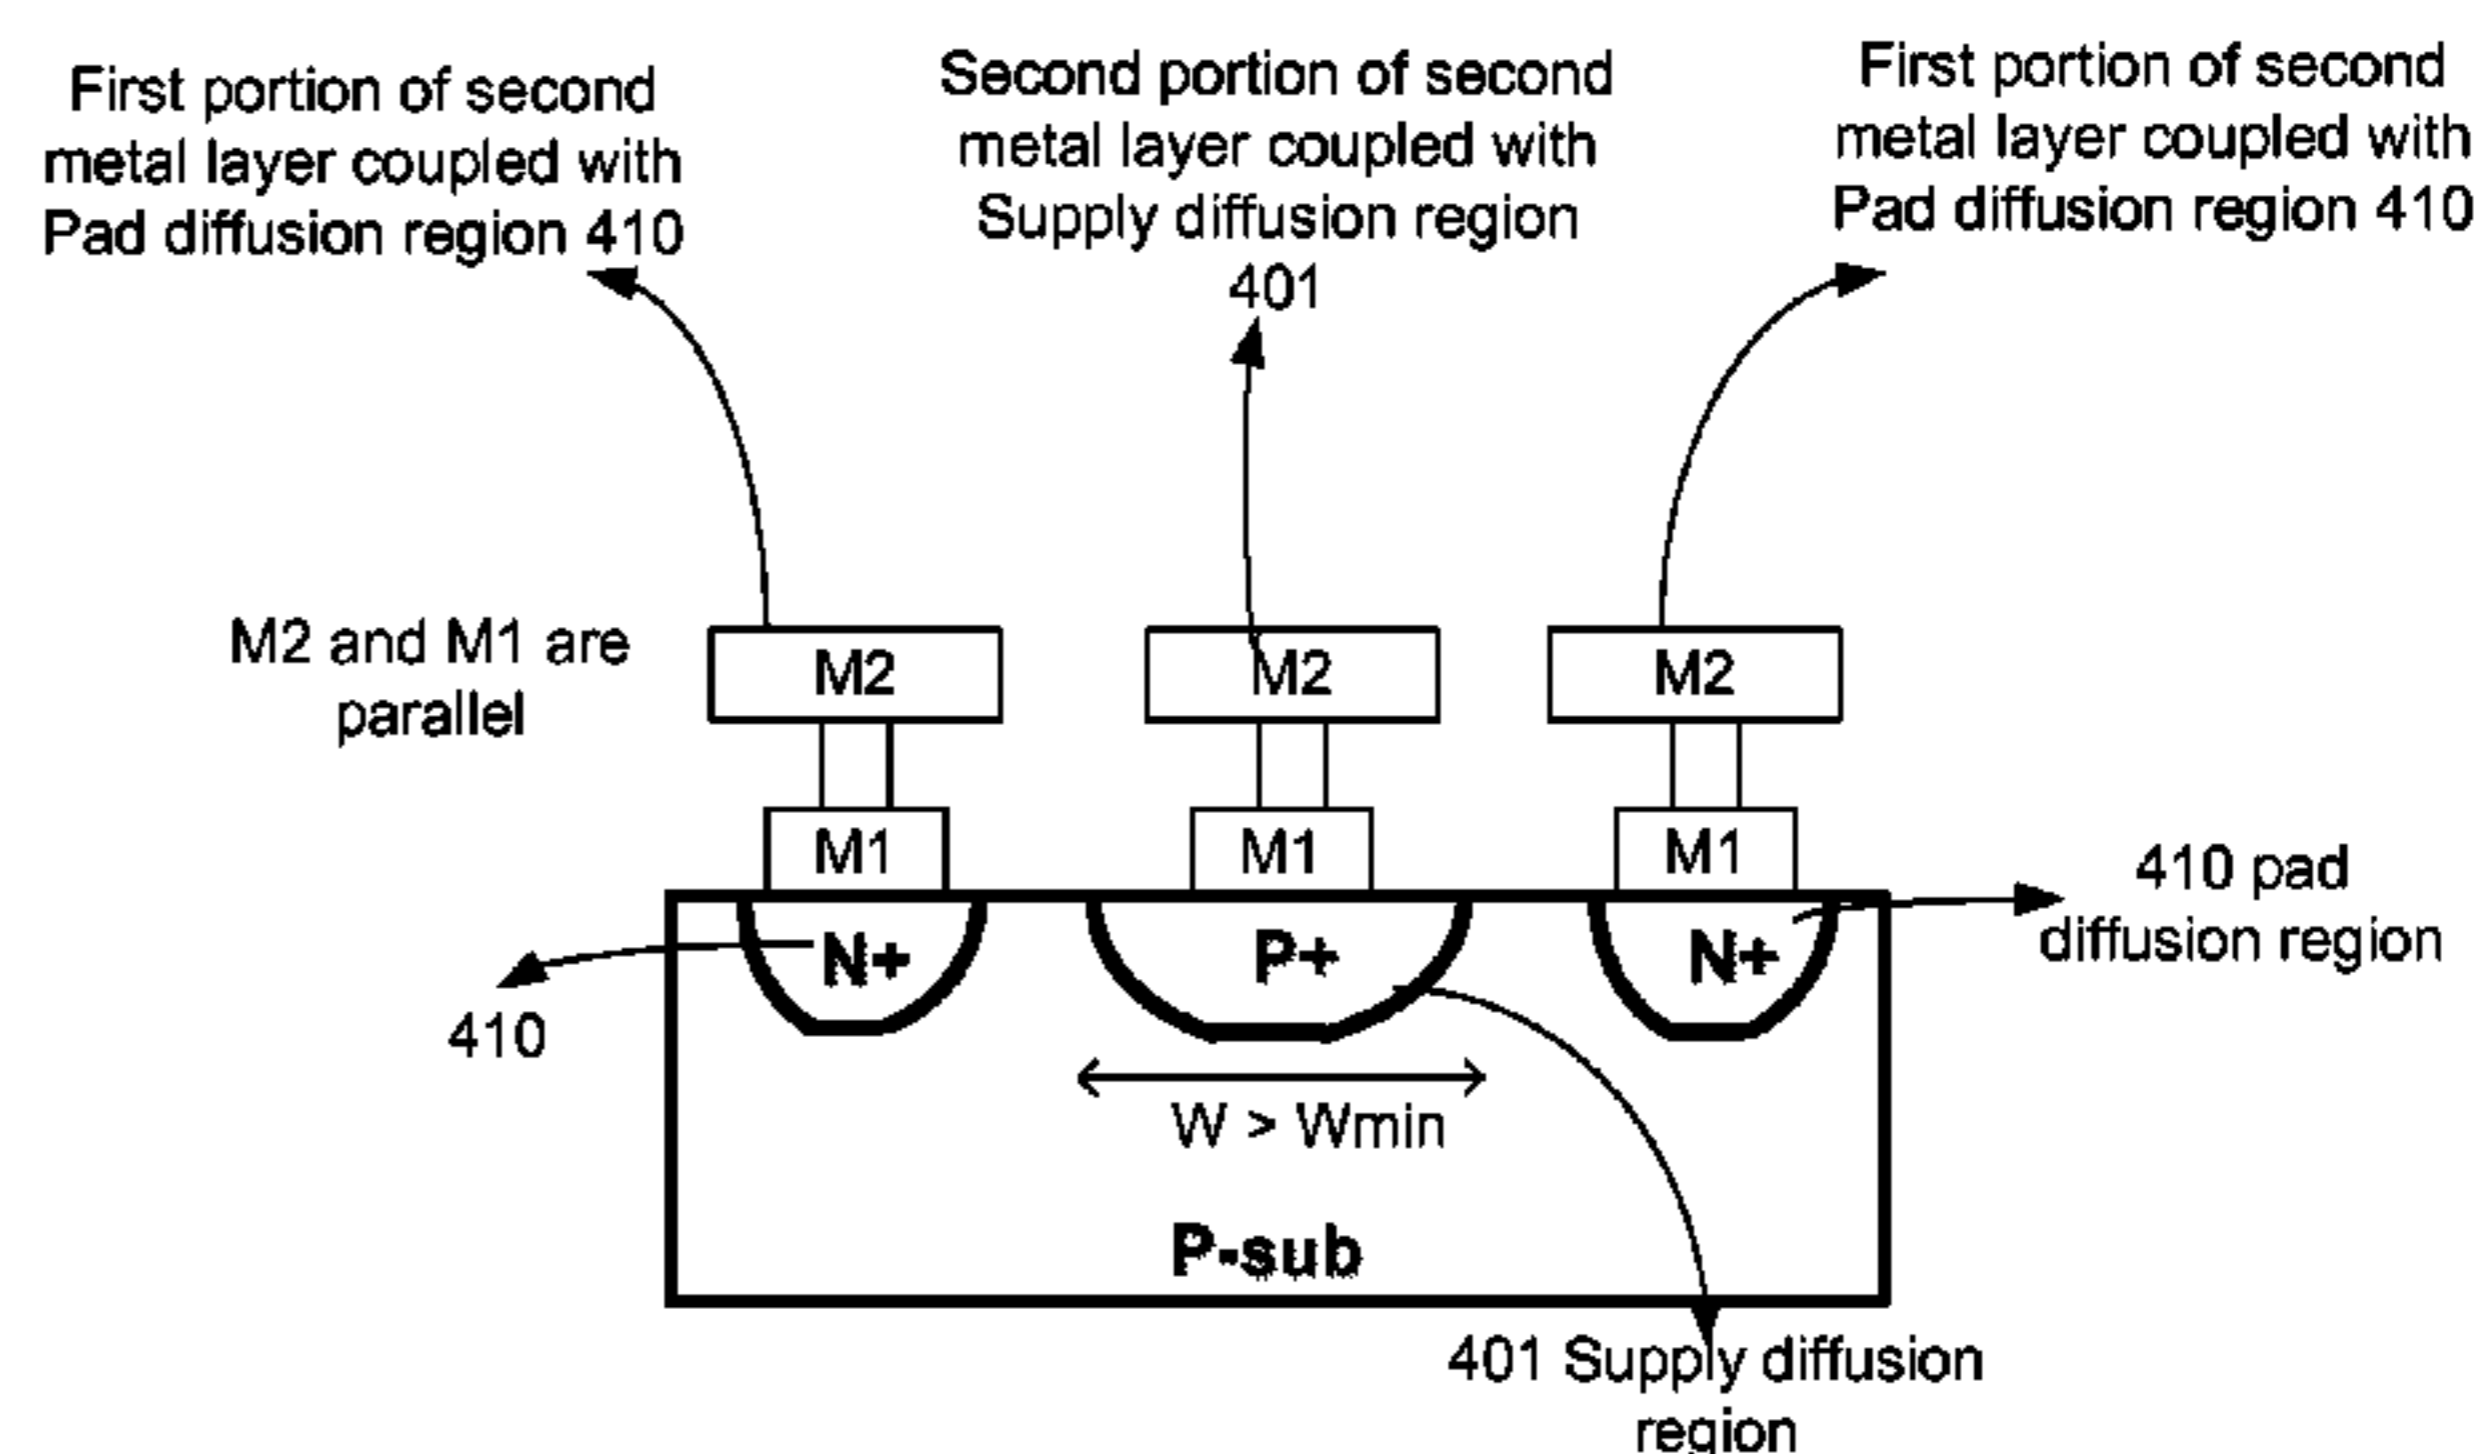 First portion of second
metal layer coupled with
Pad diffusion region 410
Second portion of second
metal layer coupled with
Supply diffusion region
401
First portion of second
metal layer coupled with
Pad diffusion region 410
M2 and M1 are
parallel
M2
M2
M2
M1
M1
M1
410 pad
diffusion region
N+
P+
N+
410
W > Wmin
P-sub
401 Supply diffusion
region